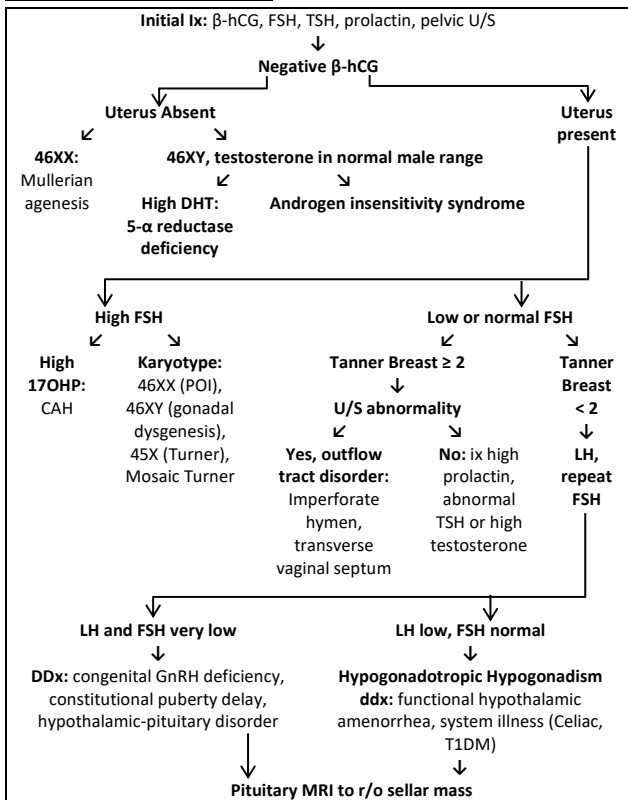 Initial Ix: β-hCG, FSH, TSH, prolactin, pelvic U/S
Negative β-hCG
Uterus Absent
Uterus
present
46XX:
Mullerian
agenesis
46XY, testosterone in normal male range
High DHT:
5-α reductase
deficiency
Androgen insensitivity syndrome
High FSH
Low or normal FSH
High
17OHP:
CAH
Karyotype:
46XX (POI),
46XY (gonadal
dysgenesis),
45X (Turner),
Mosaic Turner
Tanner Breast ≥ 2
U/S abnormality
Yes, outflow
tract disorder:
Imperforate
hymen,
transverse
vaginal septum
No: ix high
prolactin,
abnormal
TSH or high
testosterone
Tanner
Breast
< 2
LH,
repeat
FSH
LH and FSH very low
DDx: congenital GnRH deficiency,
constitutional puberty delay,
hypothalamic-pituitary disorder
LH low, FSH normal
Hypogonadotropic Hypogonadism
ddx: functional hypothalamic
amenorrhea, system illness (Celiac,
T1DM)
Pituitary MRI to r/o sellar mass